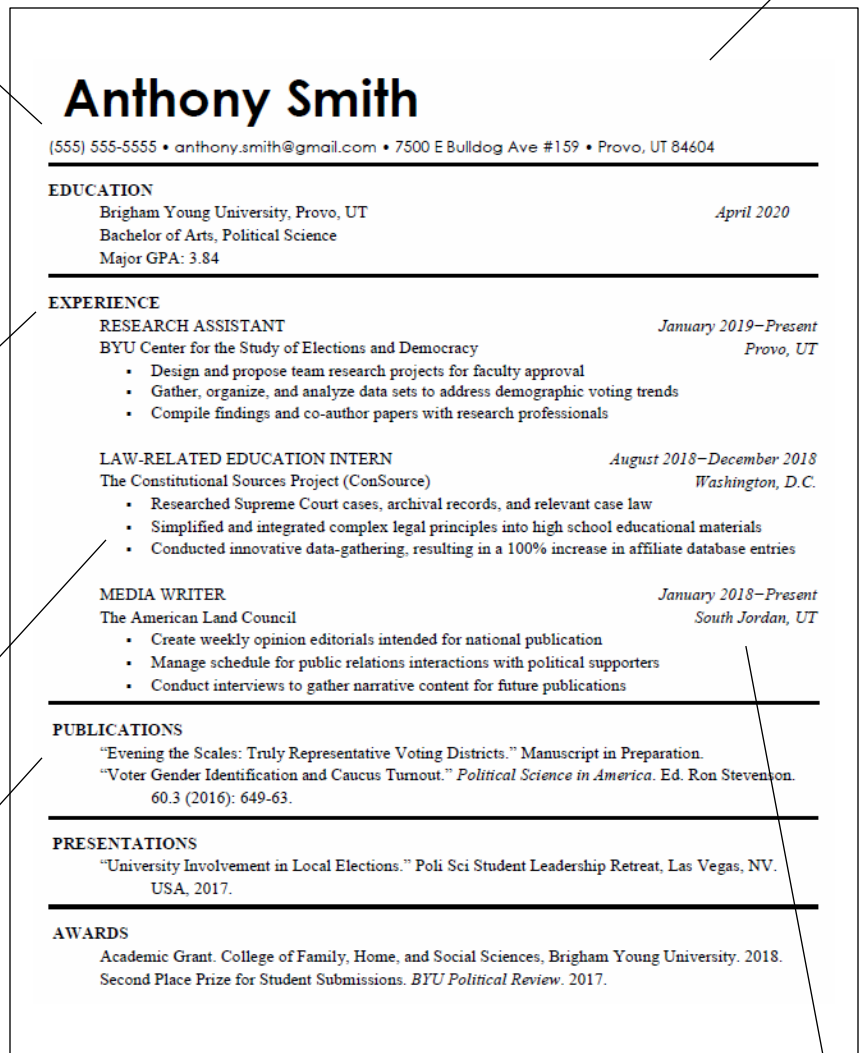 Anthony Smith
(555) 555-5555 • anthony.smith@gmail.com • 7500 E Bulldog Ave #159 • Provo, UT 84604
EDUCATION
Brigham Young University, Provo, UT April 2020
Bachelor of Arts, Political Science
Major GPA: 3.84
EXPERIENCE
RESEARCH ASSISTANT January 2019–Present
BYU Center for the Study of Elections and Democracy Provo, UT
▪ Design and propose team research projects for faculty approval
▪ Gather, organize, and analyze data sets to address demographic voting trends
▪ Compile findings and co-author papers with research professionals
LAW-RELATED EDUCATION INTERN August 2018–December 2018
The Constitutional Sources Project (ConSource) Washington, D.C.
▪ Researched Supreme Court cases, archival records, and relevant case law
▪ Simplified and integrated complex legal principles into high school educational materials
▪ Conducted innovative data-gathering, resulting in a 100% increase in affiliate database entries
MEDIA WRITER January 2018–Present
The American Land Council South Jordan, UT
▪ Create weekly opinion editorials intended for national publication
▪ Manage schedule for public relations interactions with political supporters
▪ Conduct interviews to gather narrative content for future publications
PUBLICATIONS
“Evening the Scales: Truly Representative Voting Districts.” Manuscript in Preparation.
“Voter Gender Identification and Caucus Turnout.” Political Science in America. Ed. Ron Stevenson.
60.3 (2016): 649-63.
PRESENTATIONS
“University Involvement in Local Elections.” Poli Sci Student Leadership Retreat, Las Vegas, NV.
USA, 2017.
AWARDS
Academic Grant. College of Family, Home, and Social Sciences, Brigham Young University. 2018.
Second Place Prize for Student Submissions. BYU Political Review. 2017.